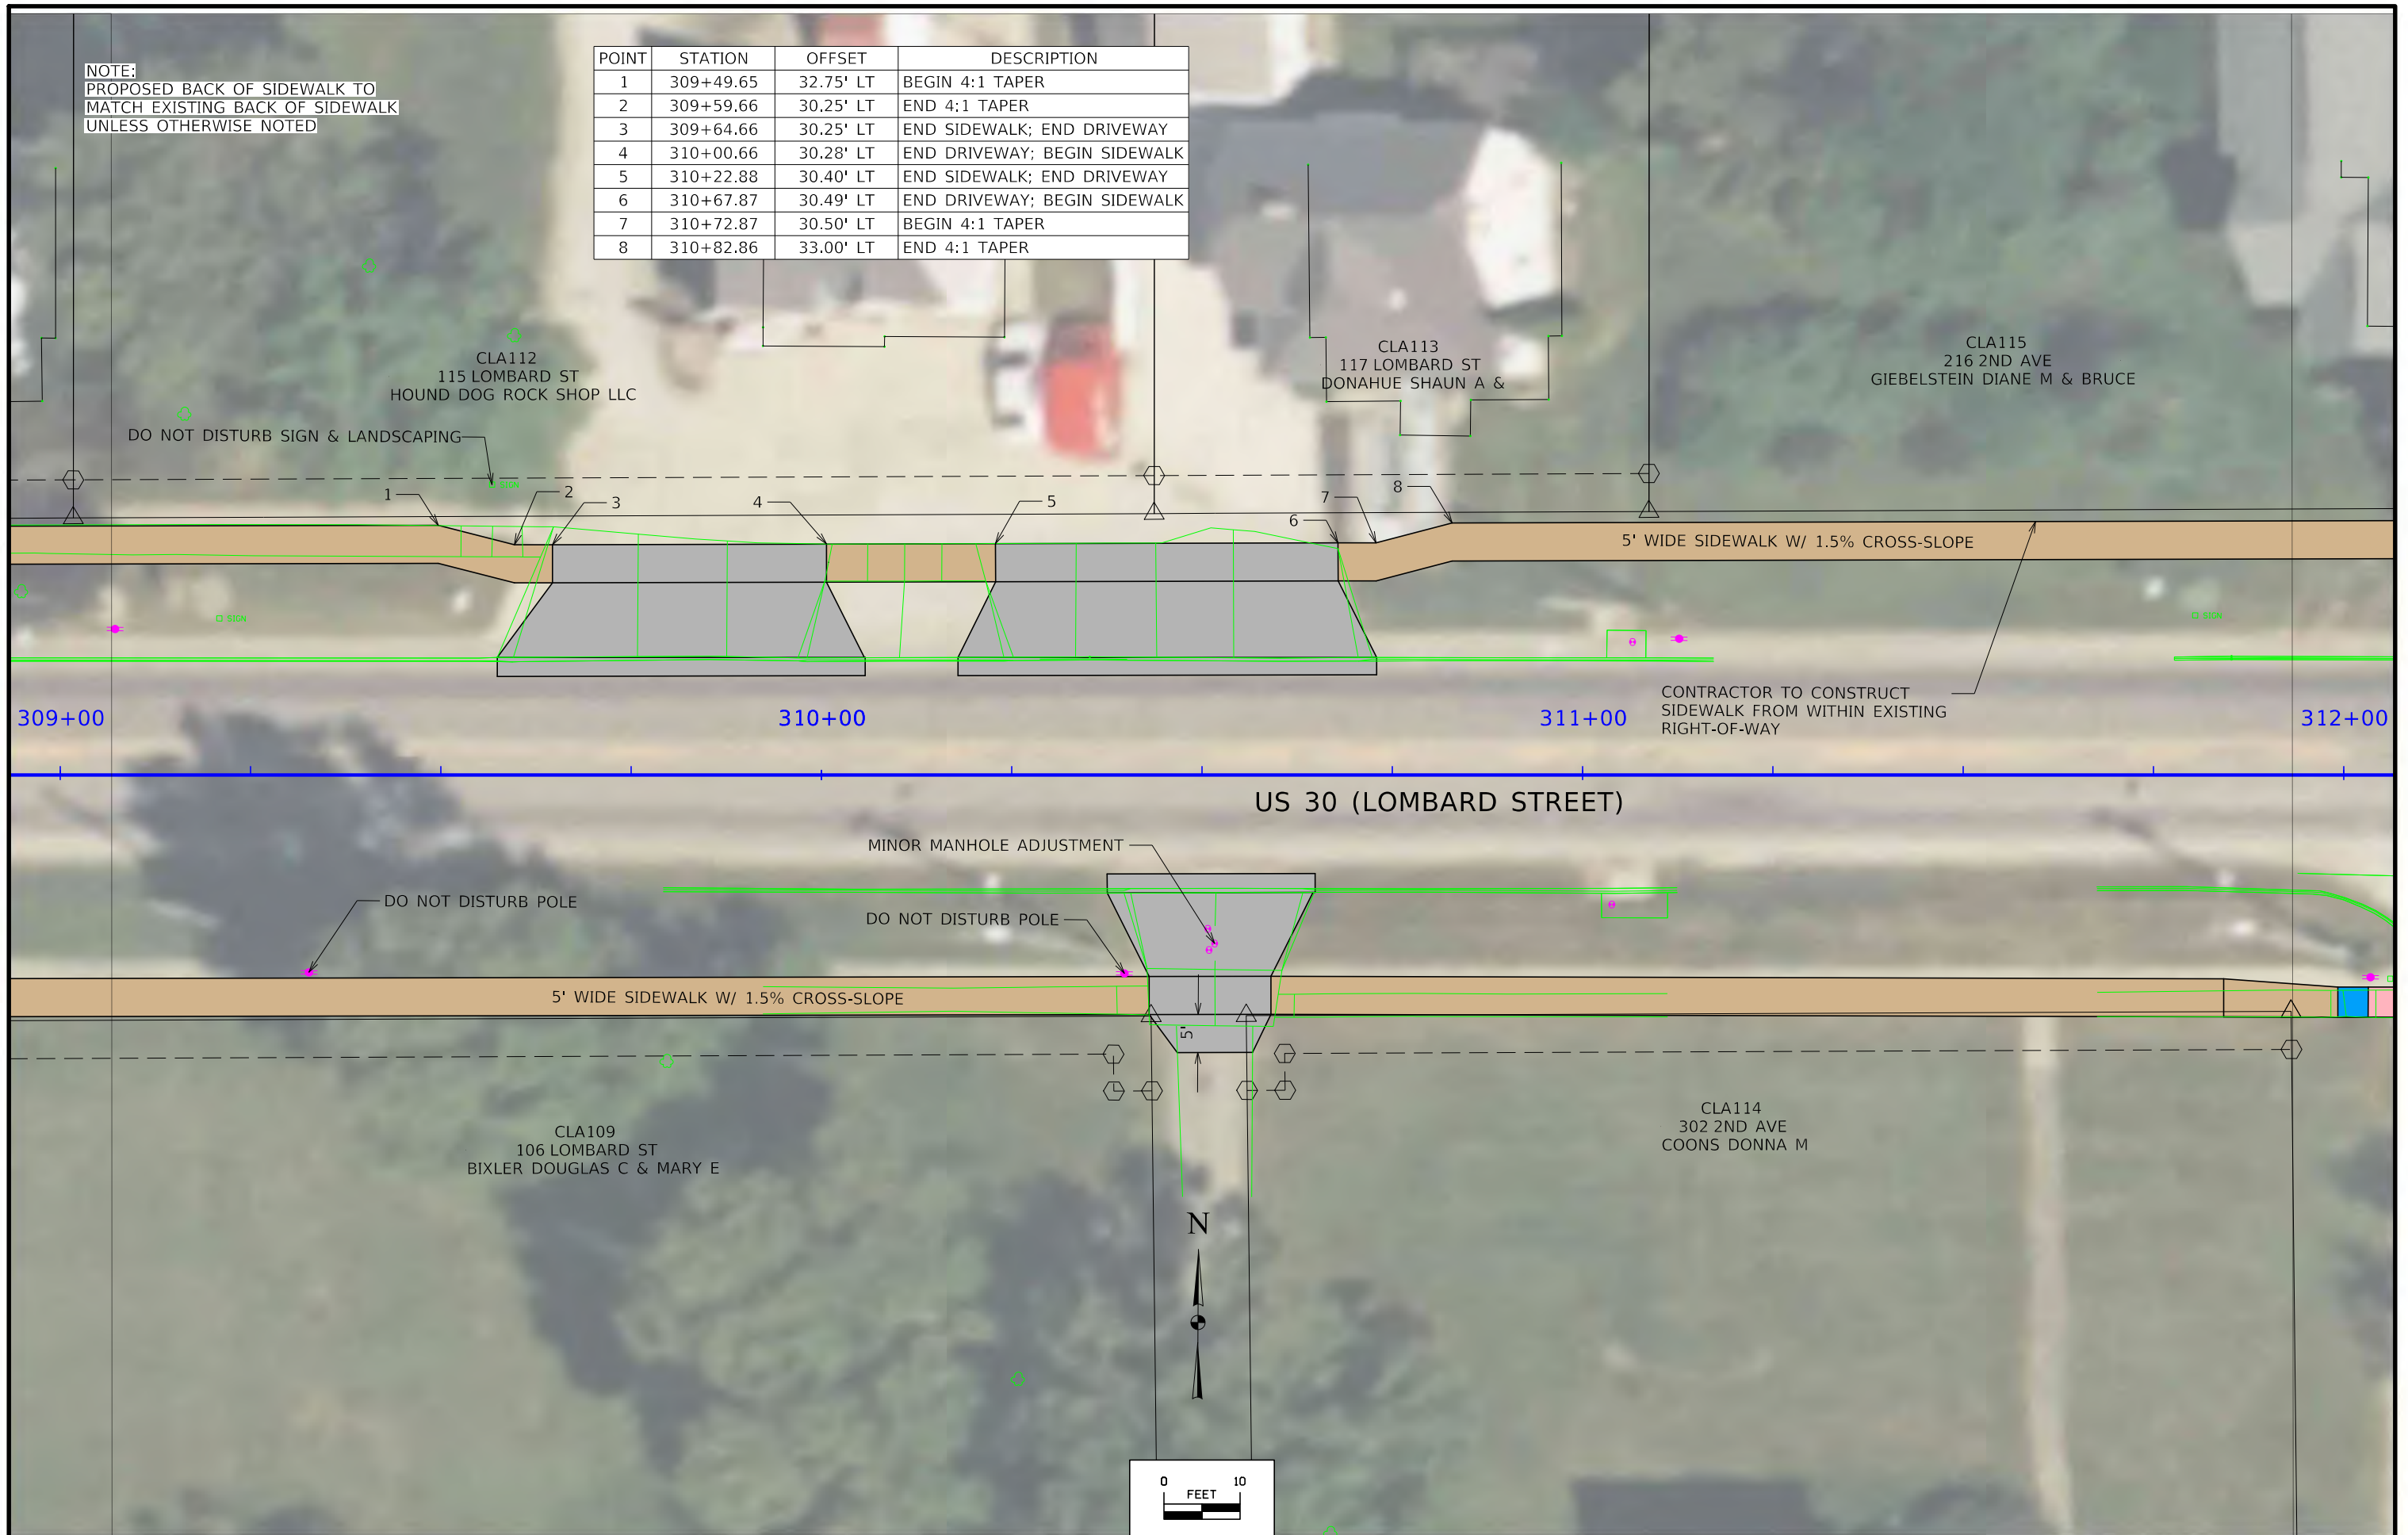 NOTE:
PROPOSED BACK OF SIDEWALK TO
MATCH EXISTING BACK OF SIDEWALK
UNLESS OTHERWISE NOTED
POINT STATION OFFSET DESCRIPTION
1 309+49.65 32.75' LT BEGIN 4:1 TAPER
2 309+59.66 30.25' LT END 4:1 TAPER
3 309+64.66 30.25' LT END SIDEWALK; END DRIVEWAY
4 310+00.66 30.28' LT END DRIVEWAY; BEGIN SIDEWALK
5 310+22.88 30.40' LT END SIDEWALK; END DRIVEWAY
6 310+67.87 30.49' LT END DRIVEWAY; BEGIN SIDEWALK
7 310+72.87 30.50' LT BEGIN 4:1 TAPER
8 310+82.86 33.00' LT END 4:1 TAPER
CLA112
115 LOMBARD ST
HOUND DOG ROCK SHOP LLC
CLA113
117 LOMBARD ST
DONAHUE SHAUN A &
CLA115
216 2ND AVE
GIEBELSTEIN DIANE M & BRUCE
DO NOT DISTURB SIGN & LANDSCAPING
1
2
3
4
5
6
7
8
5' WIDE SIDEWALK W/ 1.5% CROSS-SLOPE
SIGN
CONTRACTOR TO CONSTRUCT
SIDEWALK FROM WITHIN EXISTING
RIGHT-OF-WAY
309+00
310+00
311+00
312+00
US 30 (LOMBARD STREET)
MINOR MANHOLE ADJUSTMENT
DO NOT DISTURB POLE
DO NOT DISTURB POLE
5' WIDE SIDEWALK W/ 1.5% CROSS-SLOPE
5'
CLA109
106 LOMBARD ST
BIXLER DOUGLAS C & MARY E
CLA114
302 2ND AVE
COONS DONNA M
N
0 10
FEET